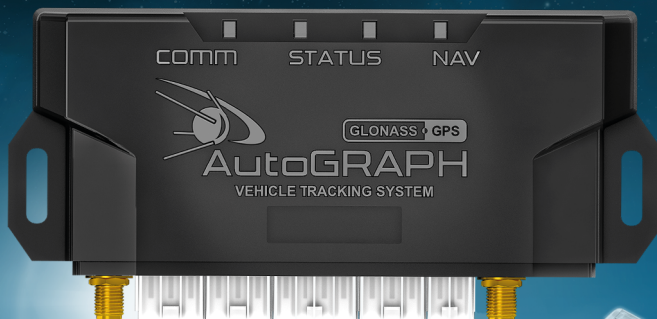 COMM STATUS NAV
GLONASS GPS
AutoGRAPH
VEHICLE TRACKING SYSTEM